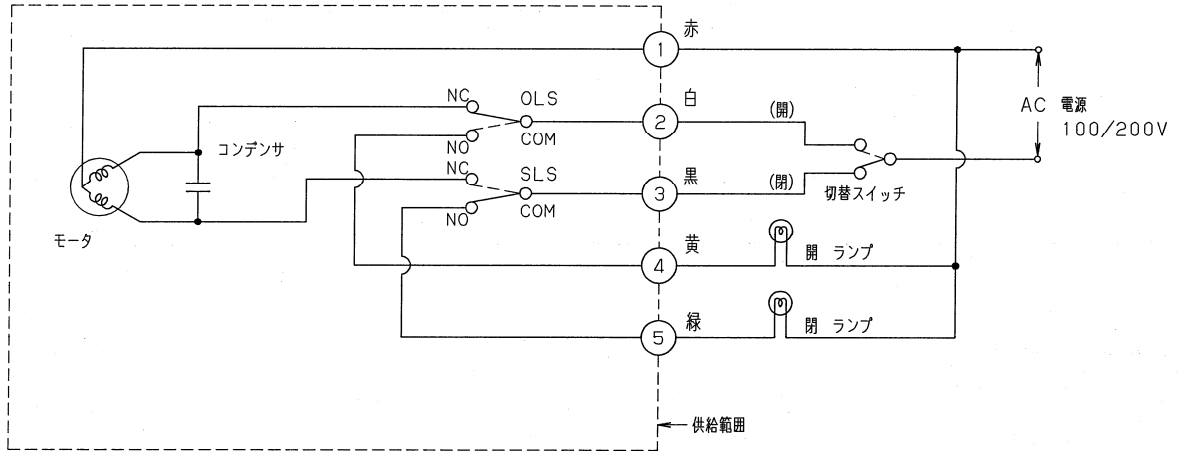 赤
1
NC
OLS
白
AC 電源
100/200V
2
(開)
コンデンサ
NO
COM
NC
SLS
黒
3
(閉)
切替スイッチ
NO
COM
モータ
黄
4
開 ランプ
緑
5
閉 ランプ
供給範囲